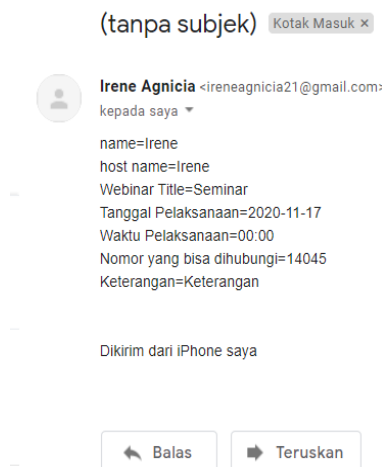 (tanpa subjek) Kotak Masuk ×
Irene Agnicia <ireneagnicia21@gmail.com>
kepada saya
name=Irene
host name=Irene
Webinar Title=Seminar
Tanggal Pelaksanaan=2020-11-17
Waktu Pelaksanaan=00:00
Nomor yang bisa dihubungi=14045
Keterangan=Keterangan
Dikirim dari iPhone saya
Balas Teruskan